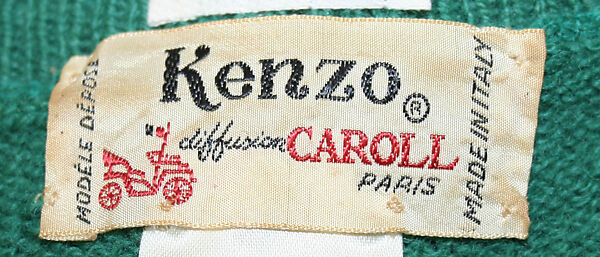 MODÈLE DÉPOSÉ
Kenzo®
diffusion CAROLL
PARIS
MADE IN ITALY